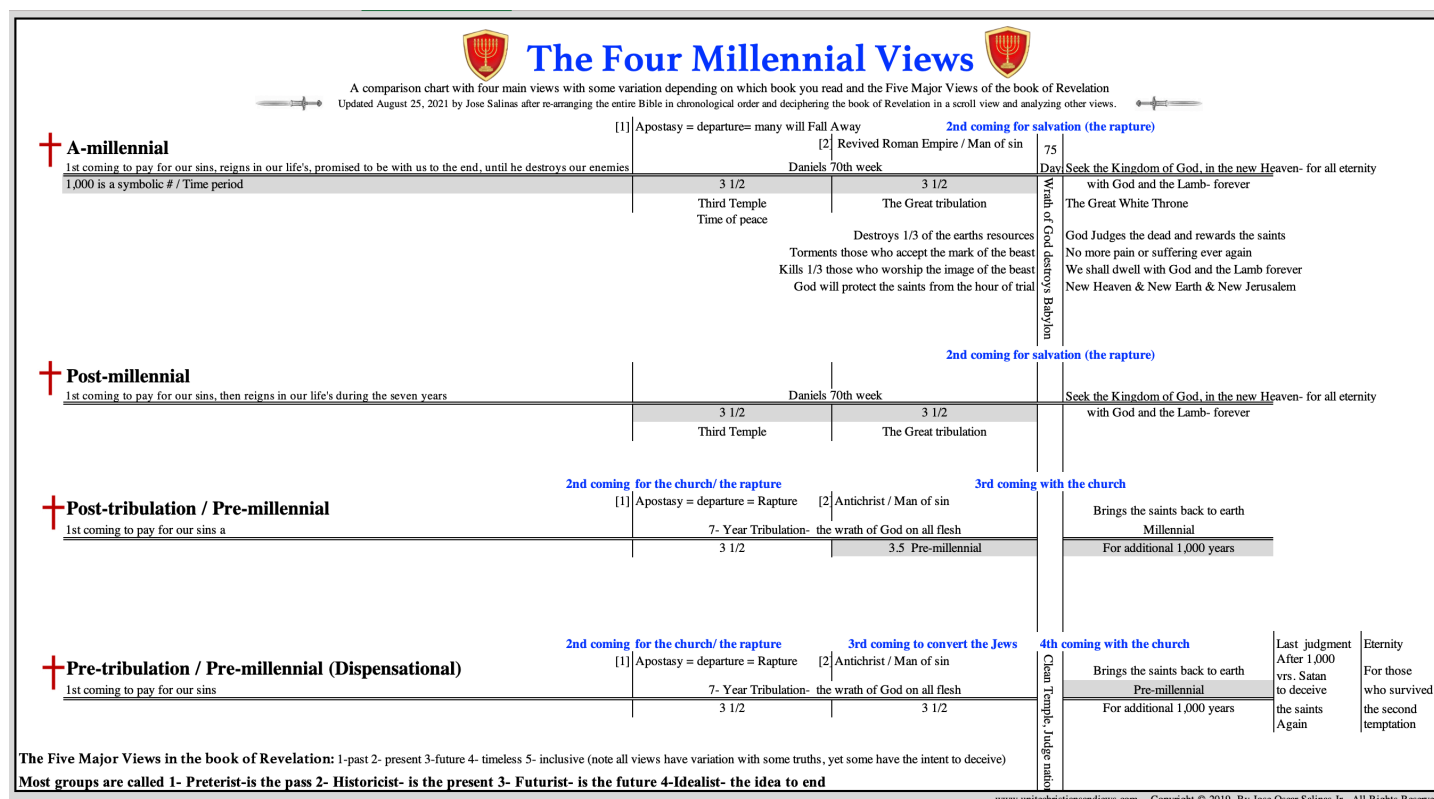 The Four Millennial Views
A comparison chart with four main views with some variation depending on which book you read and the Five Major Views of the book of Revelation
Updated August 25, 2021 by Jose Salinas after re-arranging the entire Bible in chronological order and deciphering the book of Revelation in a scroll view and analyzing other views.
[1] Apostasy = departure= many will Fall Away
2nd coming for salvation (the rapture)
A-millennial
[2] Revived Roman Empire / Man of sin
75
1st coming to pay for our sins, reigns in our life's, promised to be with us to the end, until he destroys our enemies
Daniels 70th week
Day
Seek the Kingdom of God, in the new Heaven- for all eternity
1,000 is a symbolic # / Time period
3 1/2
3 1/2
with God and the Lamb- forever
Third Temple
The Great tribulation
The Great White Throne
Time of peace
Wrath of God destroys Babylon
Destroys 1/3 of the earths resources
God Judges the dead and rewards the saints
Torments those who accept the mark of the beast
No more pain or suffering ever again
Kills 1/3 those who worship the image of the beast
We shall dwell with God and the Lamb forever
God will protect the saints from the hour of trial
New Heaven & New Earth & New Jerusalem
2nd coming for salvation (the rapture)
Post-millennial
1st coming to pay for our sins, then reigns in our life's during the seven years
Daniels 70th week
Seek the Kingdom of God, in the new Heaven- for all eternity
3 1/2
3 1/2
with God and the Lamb- forever
Third Temple
The Great tribulation
2nd coming for the church/ the rapture
3rd coming with the church
[1] Apostasy = departure = Rapture
[2] Antichrist / Man of sin
Post-tribulation / Pre-millennial
Brings the saints back to earth
1st coming to pay for our sins a
7- Year Tribulation- the wrath of God on all flesh
Millennial
3 1/2
3.5 Pre-millennial
For additional 1,000 years
2nd coming for the church/ the rapture
3rd coming to convert the Jews
4th coming with the church
Last judgment
Eternity
[1] Apostasy = departure = Rapture
[2] Antichrist / Man of sin
After 1,000
Pre-tribulation / Pre-millennial (Dispensational)
Brings the saints back to earth
yrs. Satan
For those
1st coming to pay for our sins
7- Year Tribulation- the wrath of God on all flesh
Pre-millennial
to deceive
who survived
3 1/2
3 1/2
For additional 1,000 years
the saints
the second
Again
temptation
Clean Temple, Judge natio
The Five Major Views in the book of Revelation: 1-past 2- present 3-future 4- timeless 5- inclusive (note all views have variation with some truths, yet some have the intent to deceive)
Most groups are called 1- Preterist-is the pass 2- Historicist- is the present 3- Futurist- is the future 4-Idealist- the idea to end